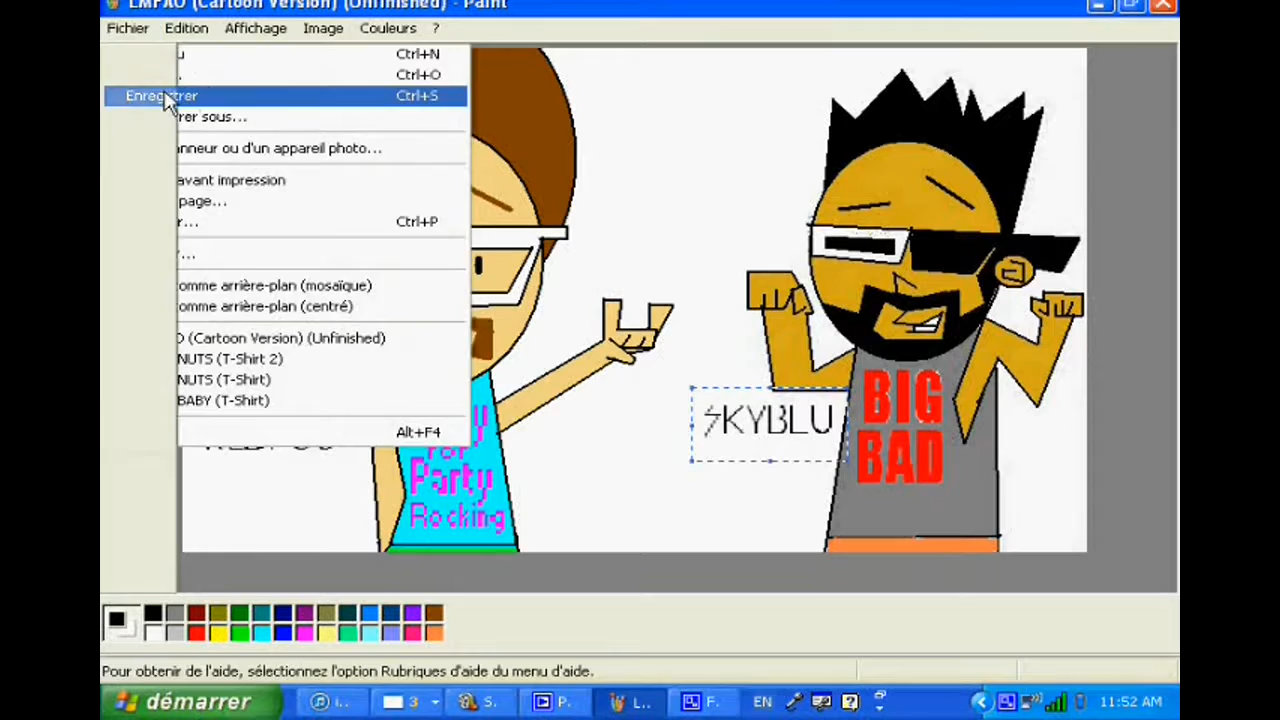 LMFAO (Cartoon Version) (Unfinished) - Paint
Fichier Edition Affichage Image Couleurs ?
Ctrl+N
Ctrl+O
Enregistrer Ctrl+S
rer sous...
anneur ou d'un appareil photo...
avant impression
page...
r... Ctrl+P
omme arrière-plan (mosaïque)
omme arrière-plan (centré)
(Cartoon Version) (Unfinished)
NUTS (T-Shirt 2)
NUTS (T-Shirt)
BABY (T-Shirt)
Alt+F4
Party
Rocking
SKYBLU
BIG
BAD
Pour obtenir de l'aide, sélectionnez l'option Rubriques d'aide du menu d'aide.
démarrer
3
S.
P.
L..
F.
EN
11:52 AM